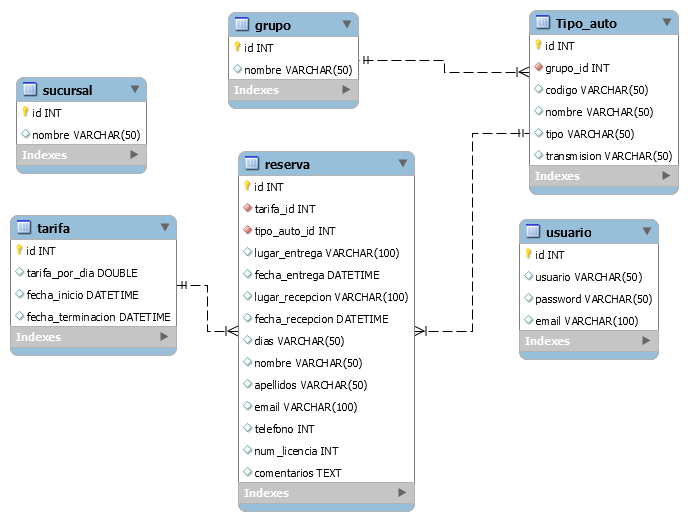 grupo
id INT
nombre VARCHAR(50)
Indexes
Tipo_auto
id INT
grupo_id INT
codigo VARCHAR(50)
nombre VARCHAR(50)
tipo VARCHAR(50)
transmision VARCHAR(50)
Indexes
sucursal
id INT
nombre VARCHAR(50)
Indexes
reserva
id INT
tarifa_id INT
tipo_auto_id INT
lugar_entrega VARCHAR(100)
fecha_entrega DATETIME
lugar_recepcion VARCHAR(100)
fecha_recepcion DATETIME
dias VARCHAR(50)
nombre VARCHAR(50)
apellidos VARCHAR(50)
email VARCHAR(100)
telefono INT
num_licencia INT
comentarios TEXT
Indexes
tarifa
id INT
tarifa_por_dia DOUBLE
fecha_inicio DATETIME
fecha_terminacion DATETIME
Indexes
usuario
id INT
usuario VARCHAR(50)
password VARCHAR(50)
email VARCHAR(100)
Indexes